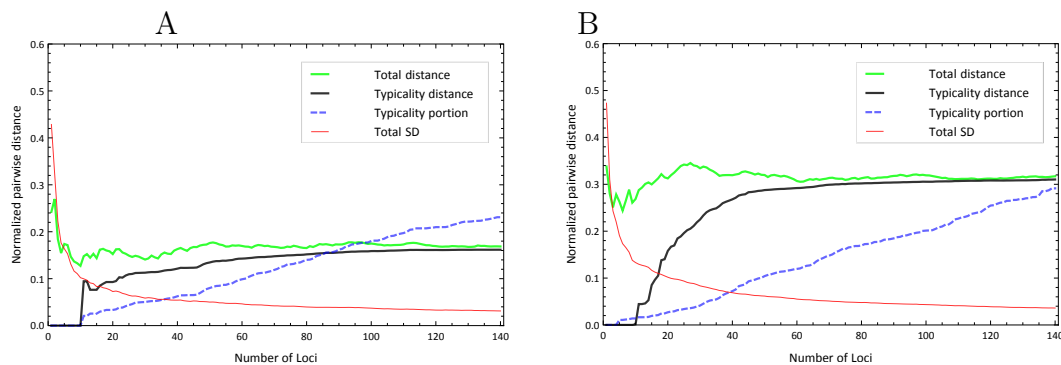 A
Normalized pairwise distance
0.6
0.5
0.4
0.3
0.2
0.1
0.0
Total distance
Typicality distance
Typicality portion
Total SD
0 20 40 60 80 100 120 140
Number of Loci
B
Normalized pairwise distance
0.6
0.5
0.4
0.3
0.2
0.1
0.0
Total distance
Typicality distance
Typicality portion
Total SD
0 20 40 60 80 100 120 140
Number of Loci